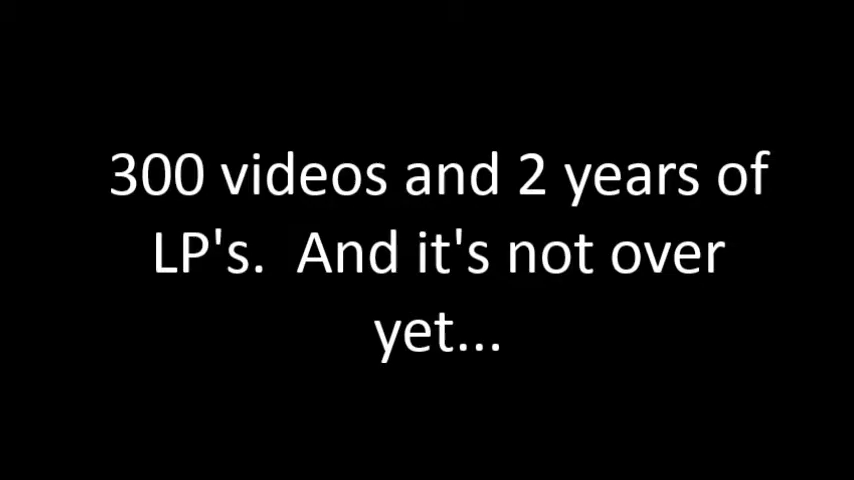 300 videos and 2 years of
LP's.  And it's not over
yet...